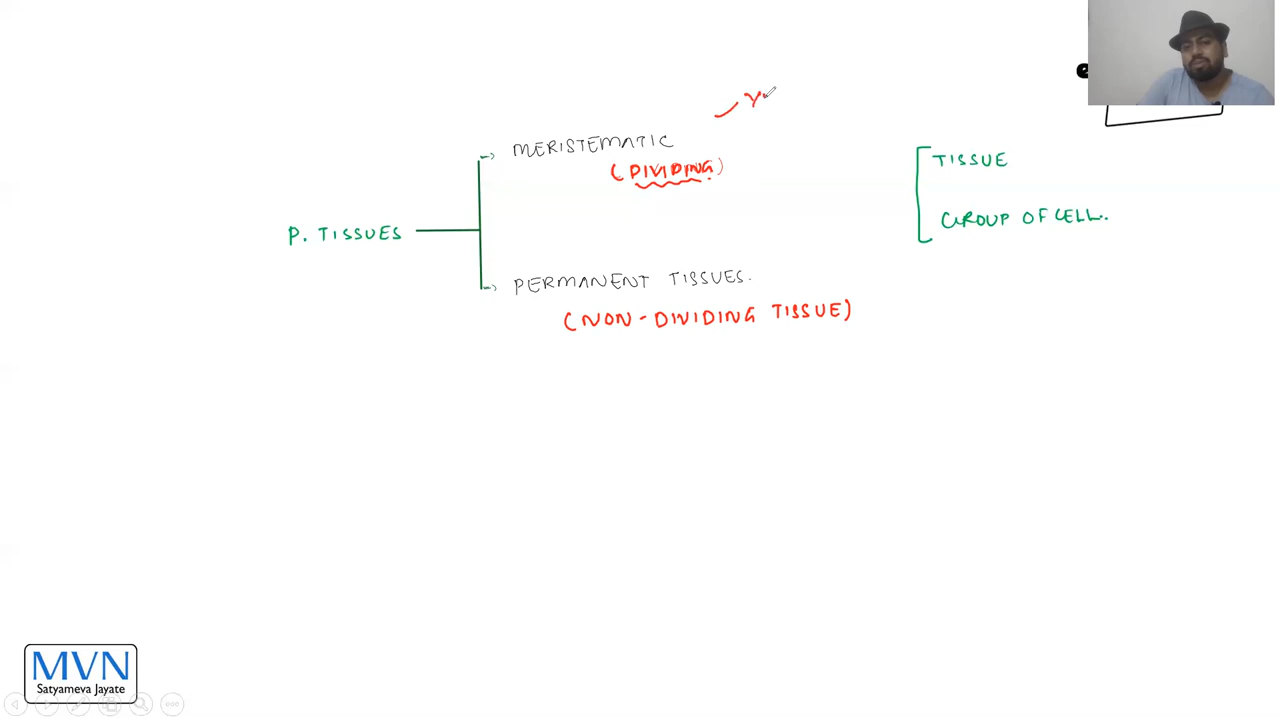 MERISTEMATIC
(DIVIDING)
TISSUE
GROUP OF CELL.
P. TISSUES
PERMANENT TISSUES.
(NON-DIVIDING TISSUE)
MVN
Satyameva Jayate